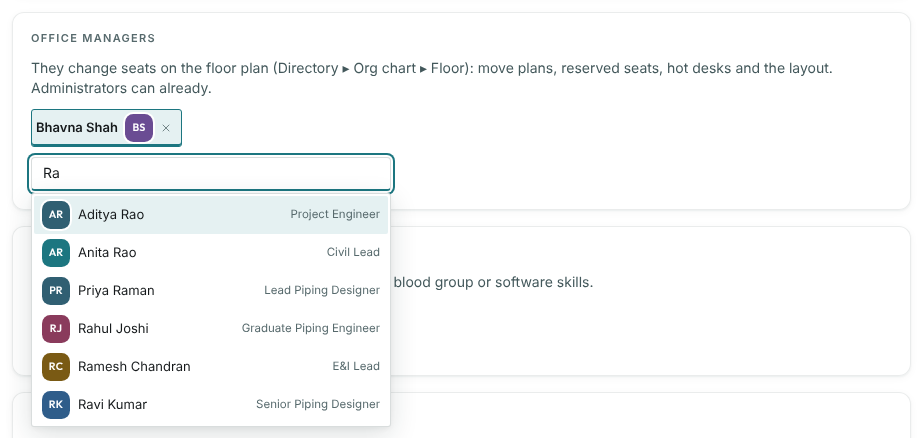 OFFICE MANAGERS
They change seats on the floor plan (Directory ▸ Org chart ▸ Floor): move plans, reserved seats, hot desks and the layout.
Administrators can already.
Bhavna Shah BS ×
Ra
AR Aditya Rao Project Engineer
AR Anita Rao Civil Lead
blood group or software skills.
PR Priya Raman Lead Piping Designer
RJ Rahul Joshi Graduate Piping Engineer
RC Ramesh Chandran E&I Lead
RK Ravi Kumar Senior Piping Designer